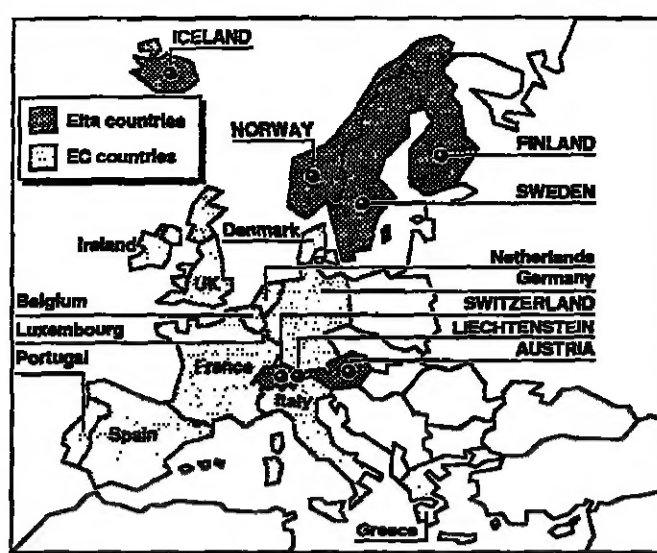 ICELAND
Efta countries
EC countries
NORWAY
FINLAND
SWEDEN
Ireland
Denmark
UK
Netherlands
Germany
Belgium
SWITZERLAND
Luxembourg
LIECHTENSTEIN
Portugal
AUSTRIA
France
Italy
Spain
Greece